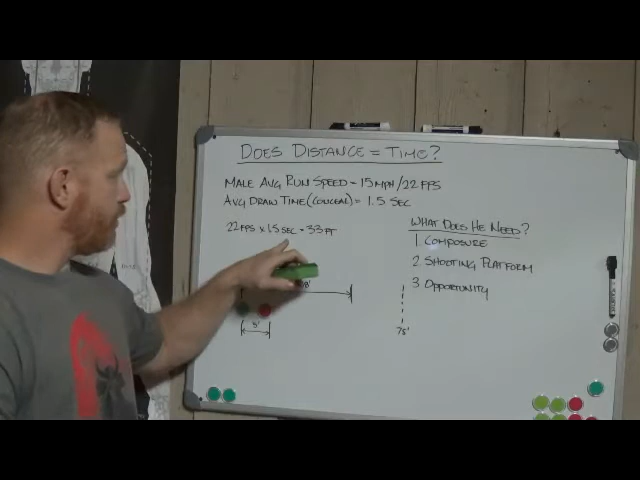 DOES DISTANCE = TIME?
MALE AVG RUN SPEED = 15 MPH/22 FPS
AVG DRAW TIME (CONCEAL) = 1.5 SEC
22 FPS x 1.5 SEC = 33 FT
WHAT DOES HE NEED?
1 COMPOSURE
2 SHOOTING PLATFORM
3 OPPORTUNITY
5'
75'